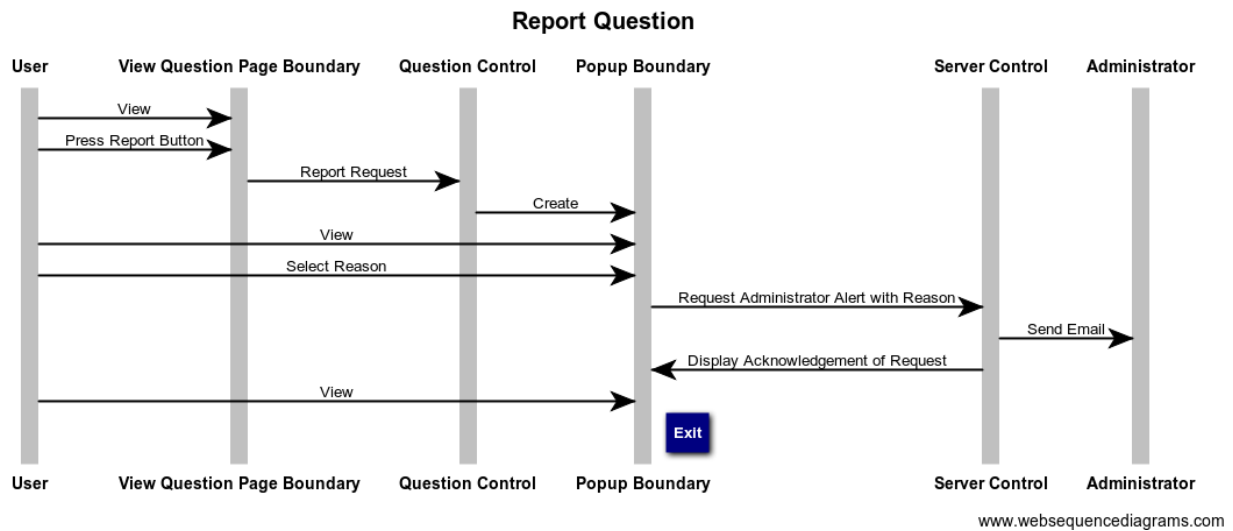 Report Question
User View Question Page Boundary Question Control Popup Boundary Server Control Administrator
View
Press Report Button
Report Request
Create
View
Select Reason
Request Administrator Alert with Reason
Send Email
Display Acknowledgement of Request
View
Exit
User View Question Page Boundary Question Control Popup Boundary Server Control Administrator
www.websequencediagrams.com